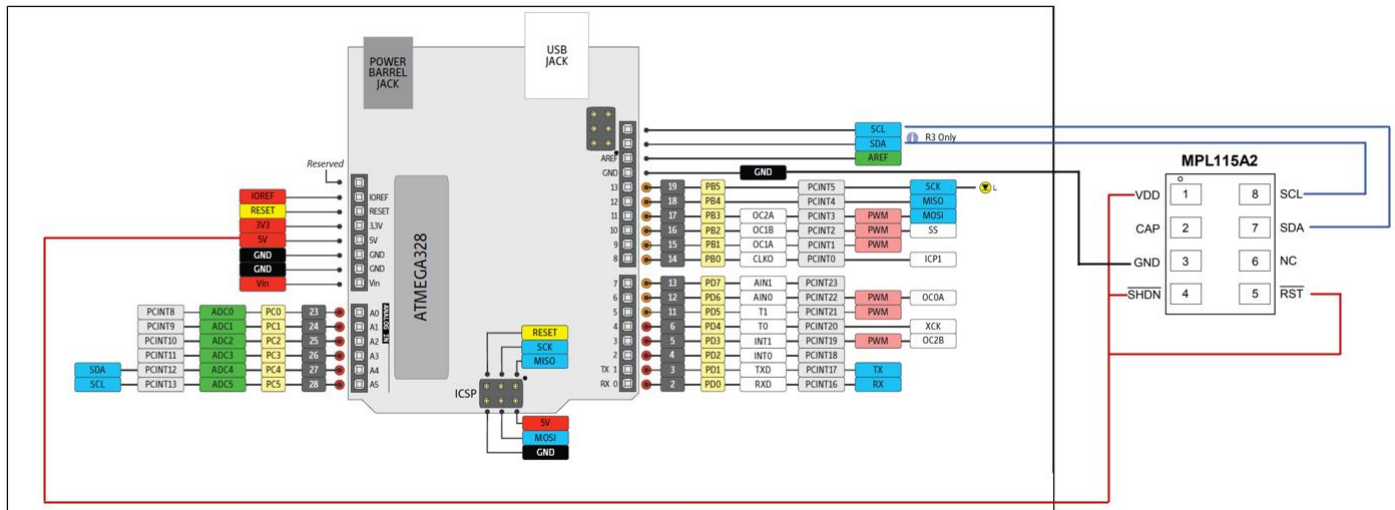 POWER
BARREL
JACK
USB
JACK
SCL
R3 Only
SDA
AREF
AREF
GND
GND
Reserved
IOREF
IOREF
RESET
RESET
3V3
3.3V
5V
5V
GND
GND
GND
GND
Vin
Vin
ATMEGA328
13 19 PB5 PCINT5 SCK L
12 18 PB4 PCINT4 MISO
11 17 PB3 OC2A PCINT3 PWM MOSI
10 16 PB2 OC1B PCINT2 PWM SS
9 15 PB1 OC1A PCINT1 PWM
8 14 PB0 CLKO PCINT0 ICP1
7 13 PD7 AIN1 PCINT23
6 12 PD6 AIN0 PCINT22 PWM OC0A
5 11 PD5 T1 PCINT21 PWM
4 6 PD4 T0 PCINT20 XCK
3 5 PD3 INT1 PCINT19 PWM OC2B
2 4 PD2 INT0 PCINT18
TX 1 3 PD1 TXD PCINT17 TX
RX 0 2 PD0 RXD PCINT16 RX
PCINT8 ADC0 PC0 23 A0
PCINT9 ADC1 PC1 24 A1
PCINT10 ADC2 PC2 25 A2
PCINT11 ADC3 PC3 26 A3
SDA PCINT12 ADC4 PC4 27 A4
SCL PCINT13 ADC5 PC5 28 A5
ANALOG IN
RESET
SCK
MISO
ICSP
5V
MOSI
GND
MPL115A2
VDD 1 8 SCL
CAP 2 7 SDA
GND 3 6 NC
SHDN 4 5 RST